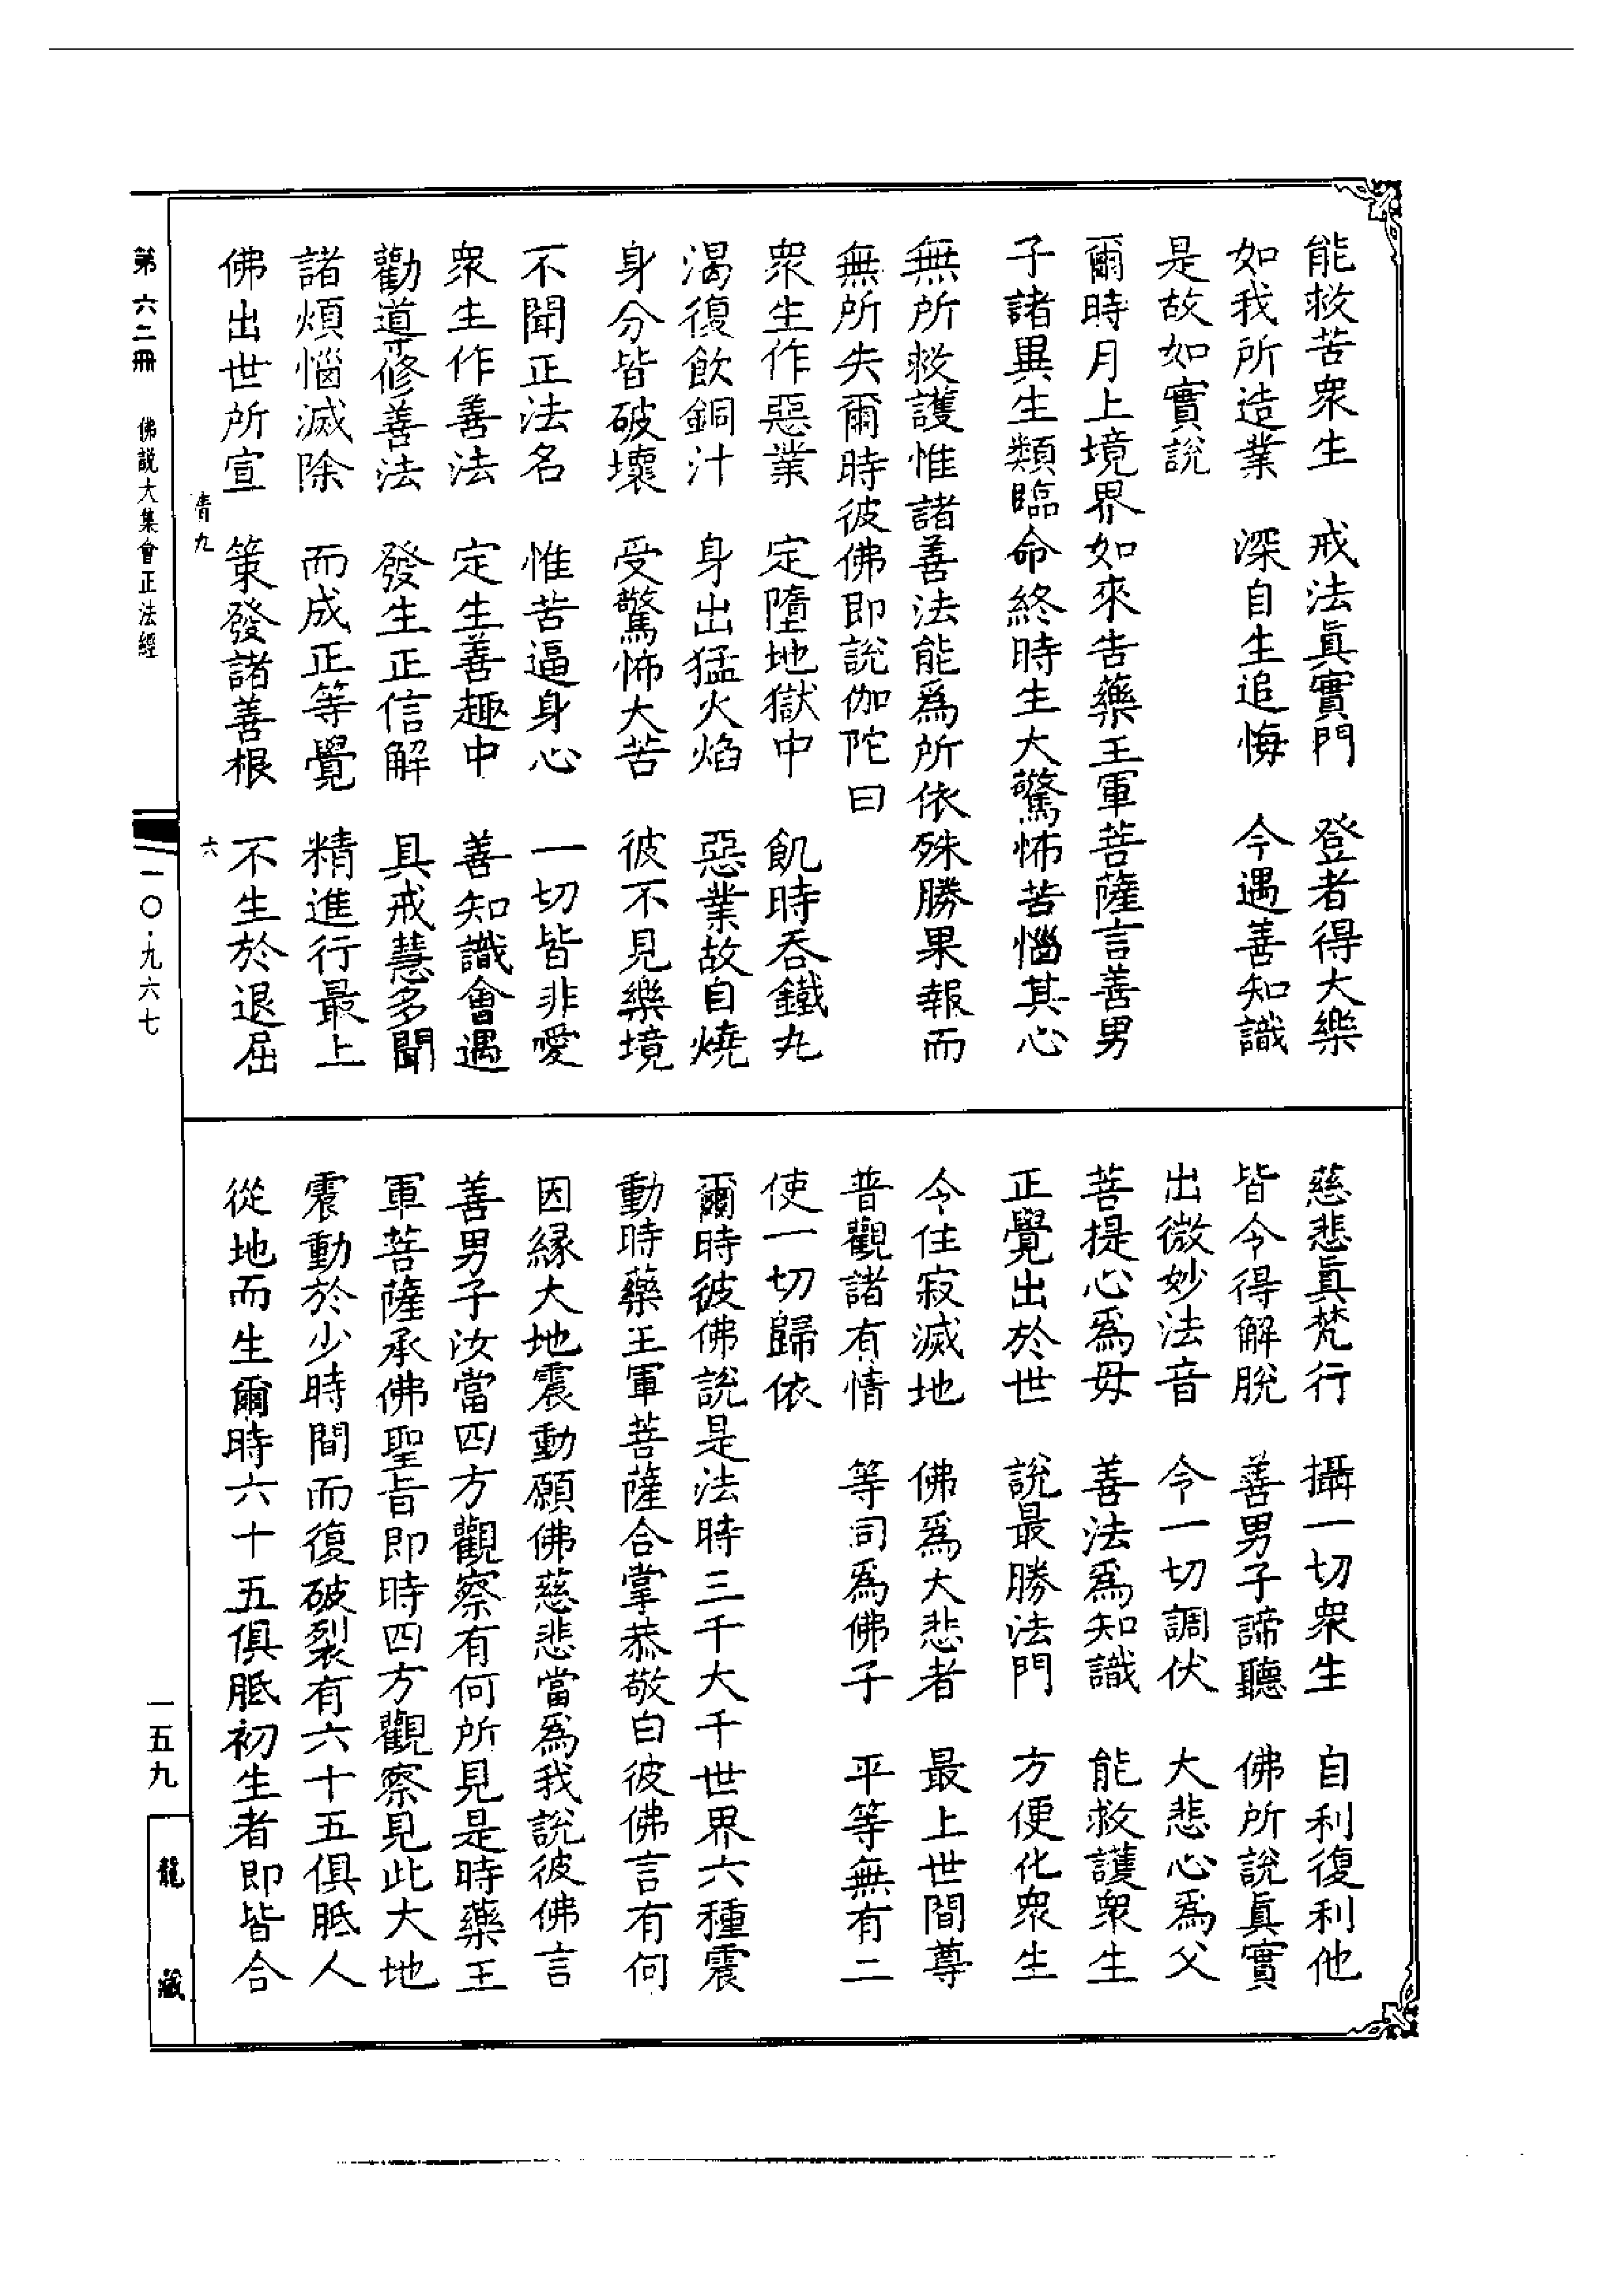 能救苦衆生　戒法眞實門　登者得大樂
如我所造業　深自生追悔　今遇善知識
是故如實說
爾時月上境界如來告藥王軍菩薩言善男
子諸異生類臨命終時生大驚怖苦惱其心
無所救護惟諸善法能爲所依殊勝果報而
無所失爾時彼佛即說伽陀曰
衆生作惡業　定墮地獄中　飢時吞鐵丸
渴復飲銅汁　身出猛火焰　惡業故自燒
身分皆破壞　受驚怖大苦　彼不見樂境
不聞正法名　惟苦逼身心　一切皆非愛
衆生作善法　定生善趣中　善知識會遇
勸導修善法　發生正信解　具戒慧多聞
諸煩惱滅除　而成正等覺　精進行最上
佛出世所宣　策發諸善根　不生於退屈
慈悲眞梵行　攝一切衆生　自利復利他
皆令得解脫　善男子諦聽　佛所說眞實
出微妙法音　令一切調伏　大悲心爲父
菩提心爲母　善法爲知識　能救護衆生
正覺出於世　說最勝法門　方便化衆生
令住寂滅地　佛爲大悲者　最上世間尊
普觀諸有情　等同爲佛子　平等無有二
使一切歸依
爾時彼佛說是法時三千大千世界六種震
動時藥王軍菩薩合掌恭敬白彼佛言有何
因緣大地震動願佛慈悲當爲我說彼佛言
善男子汝當四方觀察有何所見是時藥王
軍菩薩承佛聖旨即時四方觀察見此大地
震動於少時間而復破裂有六十五俱胝人
從地而生爾時六十五俱胝初生者即皆合
清九
六
第六二冊　佛說大集會正法經
一〇·九六七
一五九
龍藏